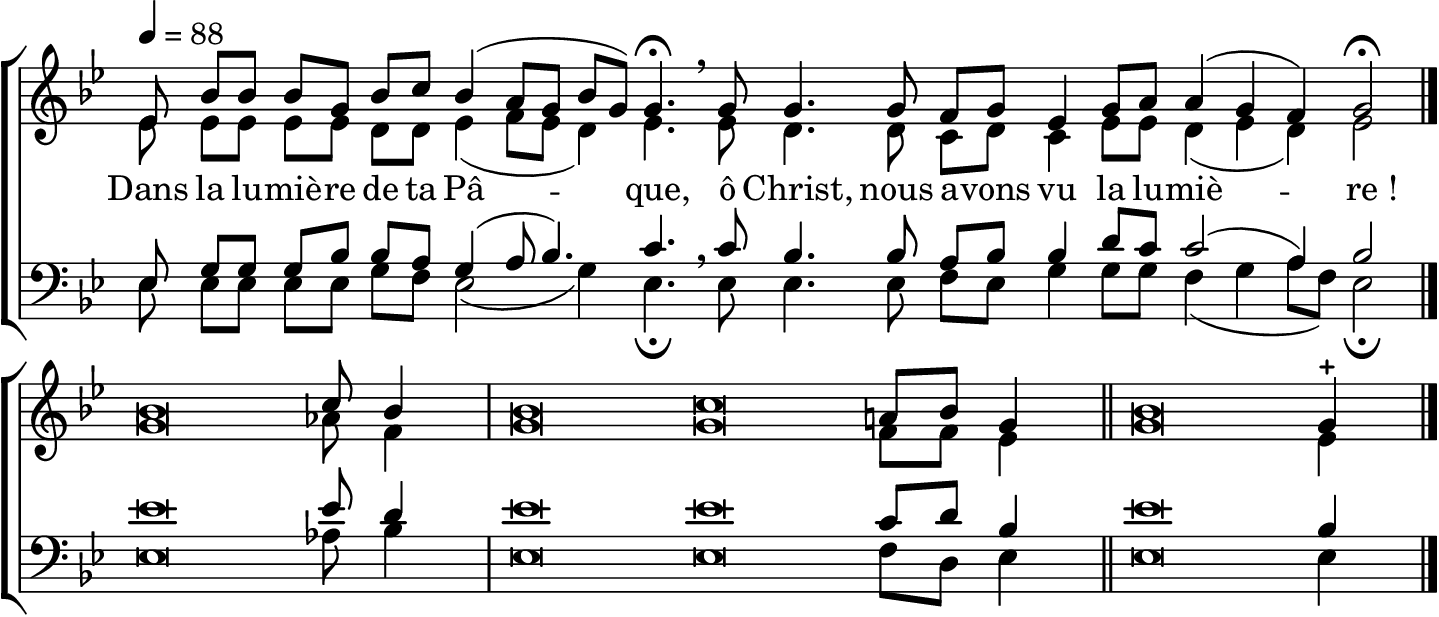 ♩ = 88
Dans la lumière de ta Pâ - que, ô Christ, nous avons vu la lumiè - re !